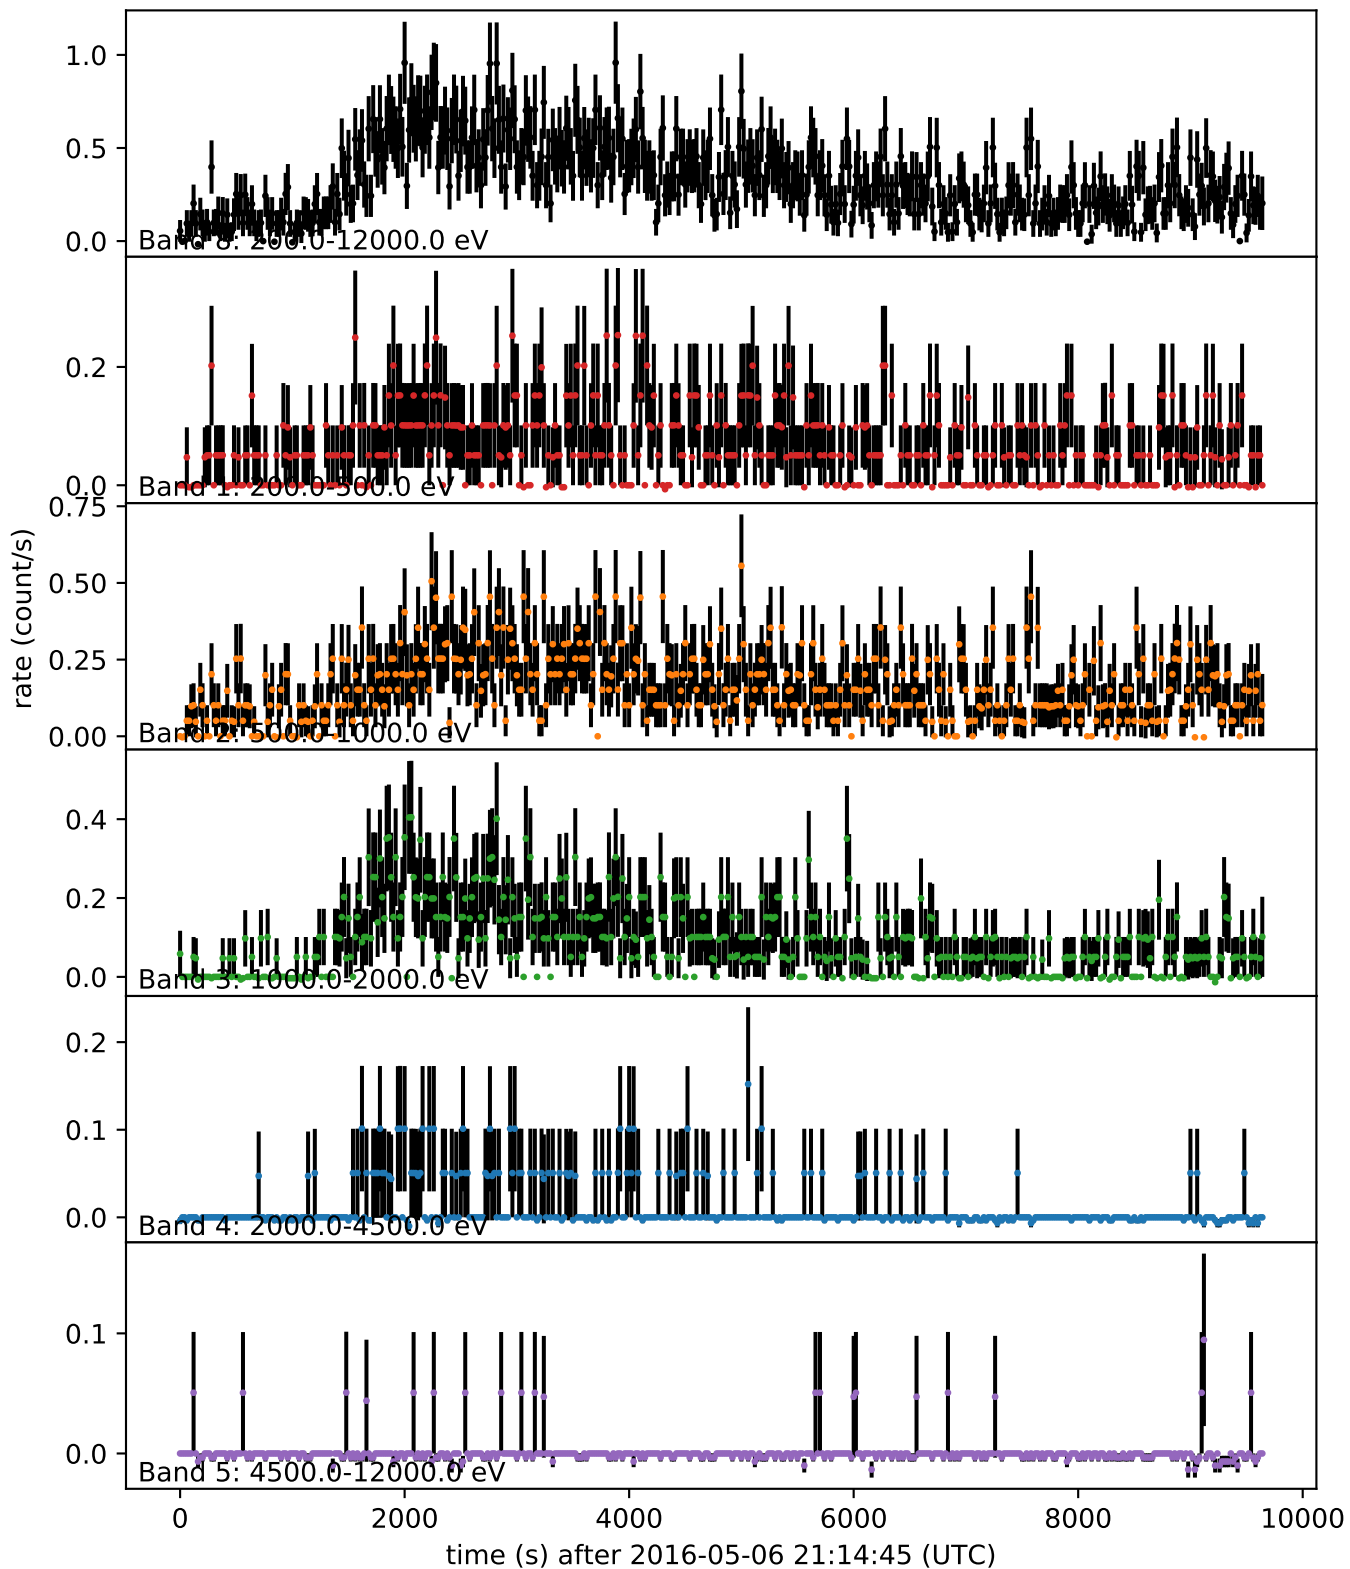 1.0
0.5
0.0
Band 8: 200.0-12000.0 eV
0.2
0.0
Band 1: 200.0-500.0 eV
0.75
0.50
0.25
0.00
Band 2: 500.0-1000.0 eV
rate (count/s)
0.4
0.2
0.0
Band 3: 1000.0-2000.0 eV
0.2
0.1
0.0
Band 4: 2000.0-4500.0 eV
0.1
0.0
Band 5: 4500.0-12000.0 eV
0 2000 4000 6000 8000 10000
time (s) after 2016-05-06 21:14:45 (UTC)